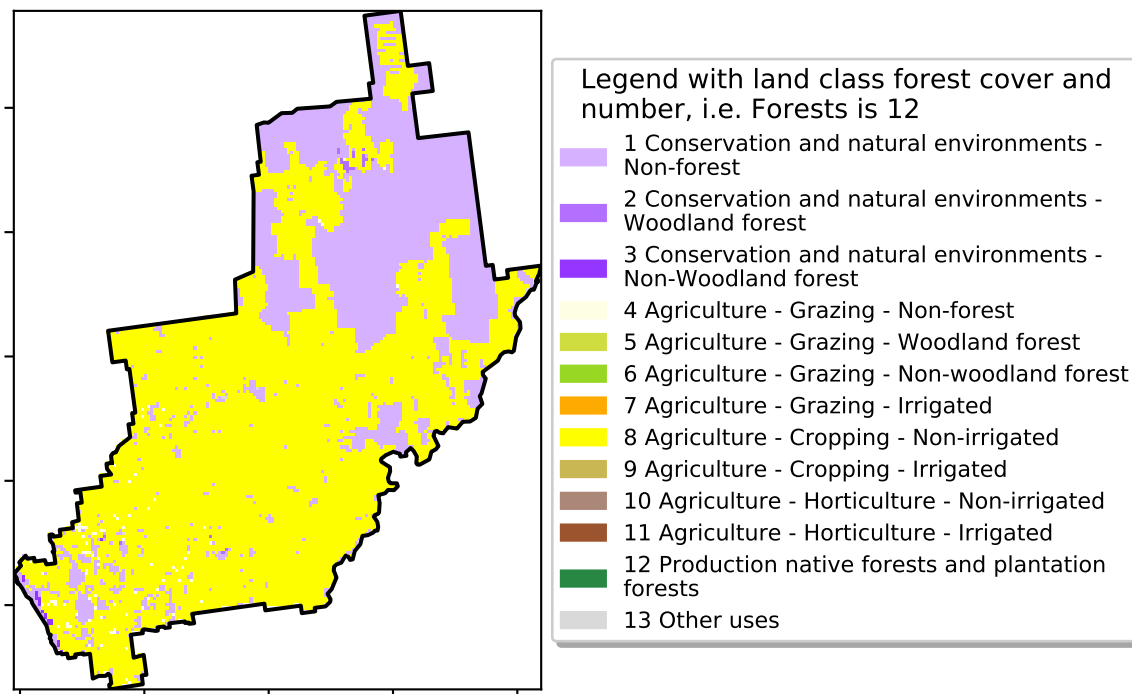 Legend with land class forest cover and
number, i.e. Forests is 12
1 Conservation and natural environments -
Non-forest
2 Conservation and natural environments -
Woodland forest
3 Conservation and natural environments -
Non-Woodland forest
4 Agriculture - Grazing - Non-forest
5 Agriculture - Grazing - Woodland forest
6 Agriculture - Grazing - Non-woodland forest
7 Agriculture - Grazing - Irrigated
8 Agriculture - Cropping - Non-irrigated
9 Agriculture - Cropping - Irrigated
10 Agriculture - Horticulture - Non-irrigated
11 Agriculture - Horticulture - Irrigated
12 Production native forests and plantation
forests
13 Other uses